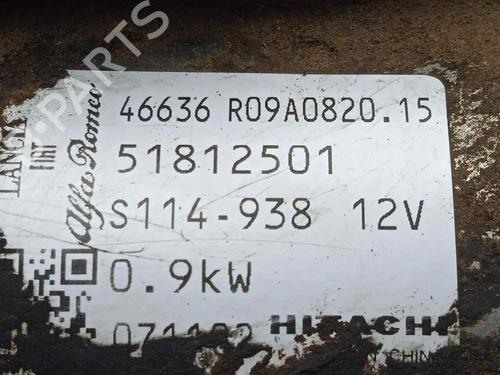 PARTS
LANCIA
FIAT
Alfa Romeo
46636 R09A0820.15
51812501
S114-938 12V
0.9kW
HITACHI